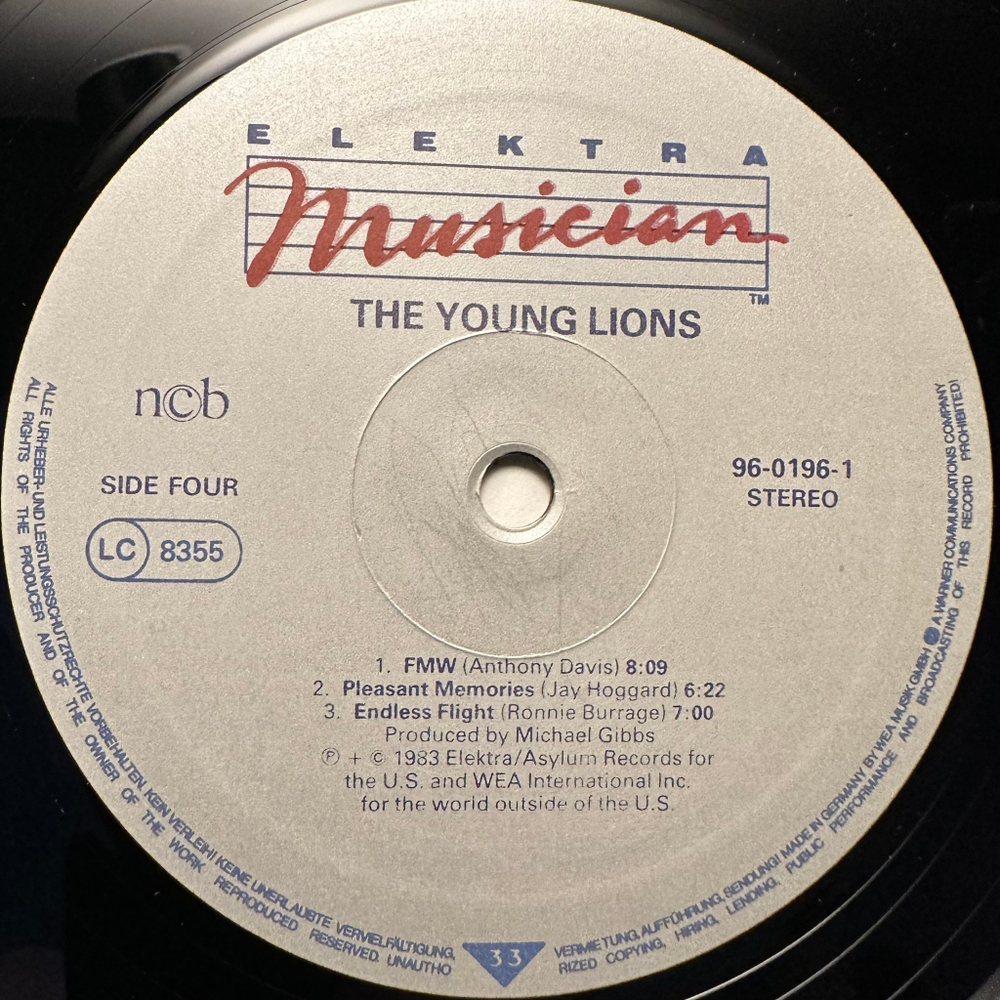 ELEKTRA
Musician
TM
THE YOUNG LIONS
n©b
SIDE FOUR
LC 8355
96-0196-1
STEREO
1. FMW (Anthony Davis) 8:09
2. Pleasant Memories (Jay Hoggard) 6:22
3. Endless Flight (Ronnie Burrage) 7:00
Produced by Michael Gibbs
℗ + © 1983 Elektra/Asylum Records for
the U.S. and WEA International Inc.
for the world outside of the U.S.
ALLE URHEBER- UND LEISTUNGSSCHUTZRECHTE VORBEHALTEN. KEIN VERLEIH! KEINE UNERLAUBTE VERVIELFÄLTIGUNG,
ALL RIGHTS OF THE PRODUCER AND OF THE OWNER OF THE WORK REPRODUCED RESERVED. UNAUTHO
33
VERMIETUNG, AUFFÜHRUNG, SENDUNG! MADE IN GERMANY BY WEA MUSIK GMBH A WARNER COMMUNICATIONS COMPANY
RIZED COPYING, HIRING, LENDING, PUBLIC PERFORMANCE AND BROADCASTING OF THIS RECORD PROHIBITED!